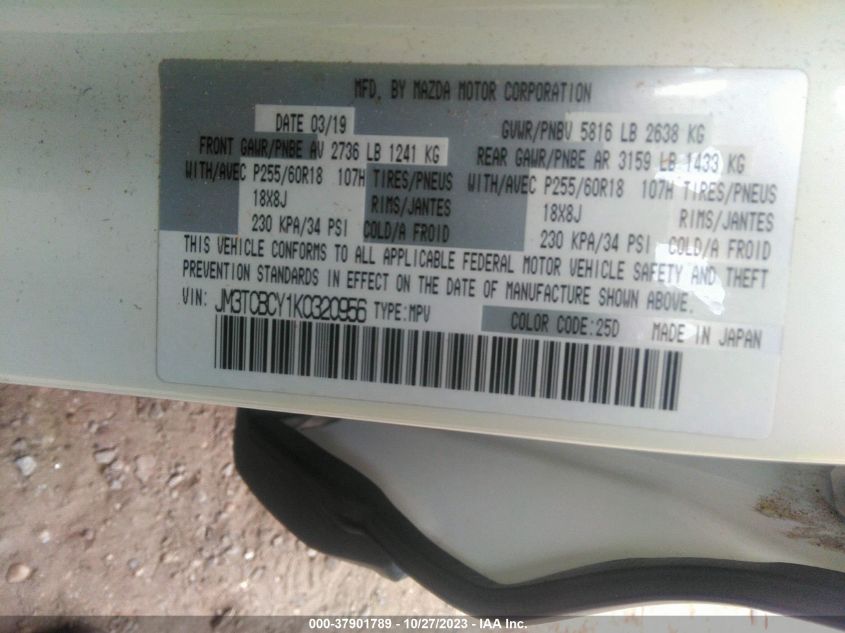 MFD. BY MAZDA MOTOR CORPORATION
DATE 03/19 GVWR/PNBV 5816 LB 2638 KG
FRONT GAWR/PNBE AV 2736 LB 1241 KG REAR GAWR/PNBE AR 3159 LB 1433 KG
WITH/AVEC P255/60R18 107H TIRES/PNEUS WITH/AVEC P255/60R18 107H TIRES/PNEUS
18X8J RIMS/JANTES 18X8J RIMS/JANTES
230 KPA/34 PSI COLD/A FROID 230 KPA/34 PSI COLD/A FROID
THIS VEHICLE CONFORMS TO ALL APPLICABLE FEDERAL MOTOR VEHICLE SAFETY AND THEFT
PREVENTION STANDARDS IN EFFECT ON THE DATE OF MANUFACTURE SHOWN ABOVE.
VIN: JM3TCBCY1K0320956 TYPE:MPV COLOR CODE:25D MADE IN JAPAN
000-37901789 - 10/27/2023 - IAA Inc.